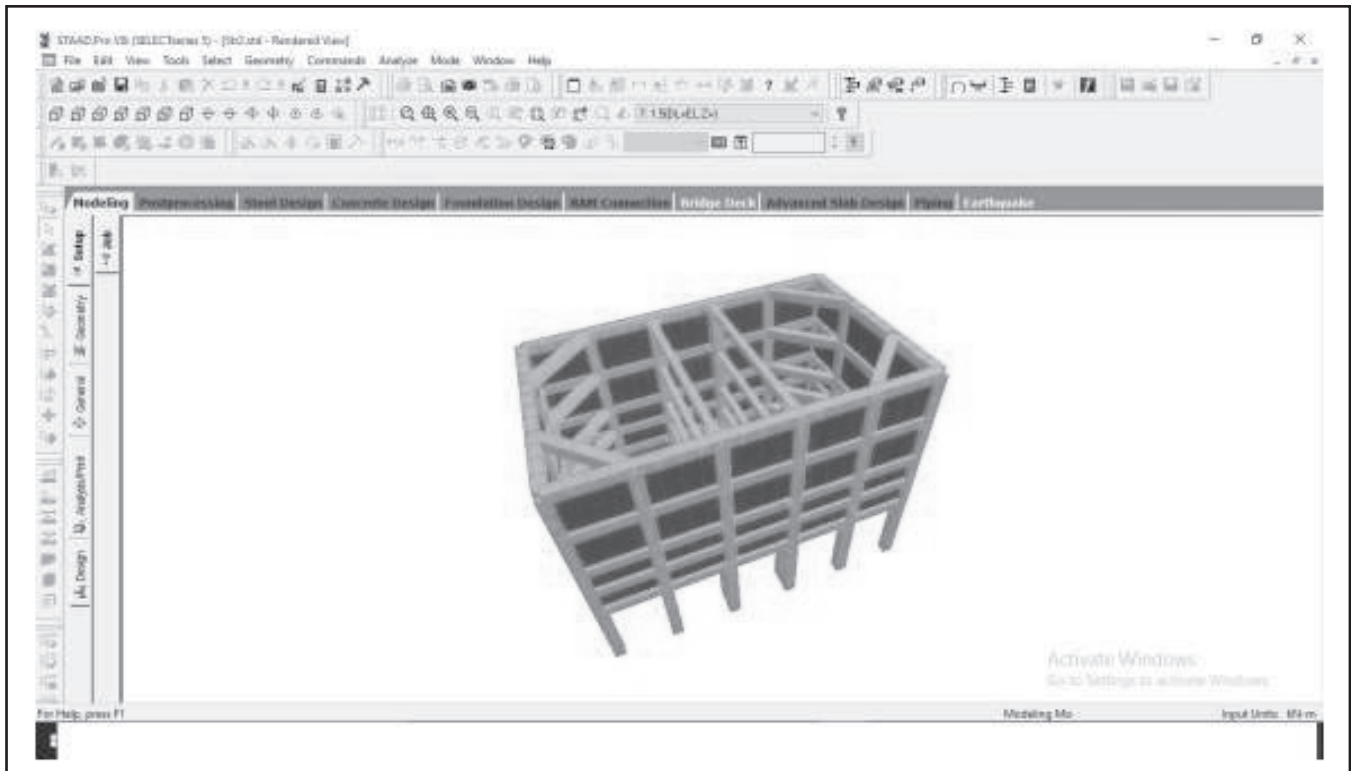 STAAD.Pro V8i (SELECTseries 5) - [5b2.std - Rendered View]
File Edit View Tools Select Geometry Commands Analyze Mode Window Help
Modeling Postprocessing Steel Design Concrete Design Foundation Design RAM Connection Bridge Deck Advanced Slab Design Piping Earthquake
Setup
Job
Geometry
General
Analysis/Print
Design
Activate Windows
Go to Settings to activate Windows.
For Help, press F1
Modeling Mo
Input Units: kN-m